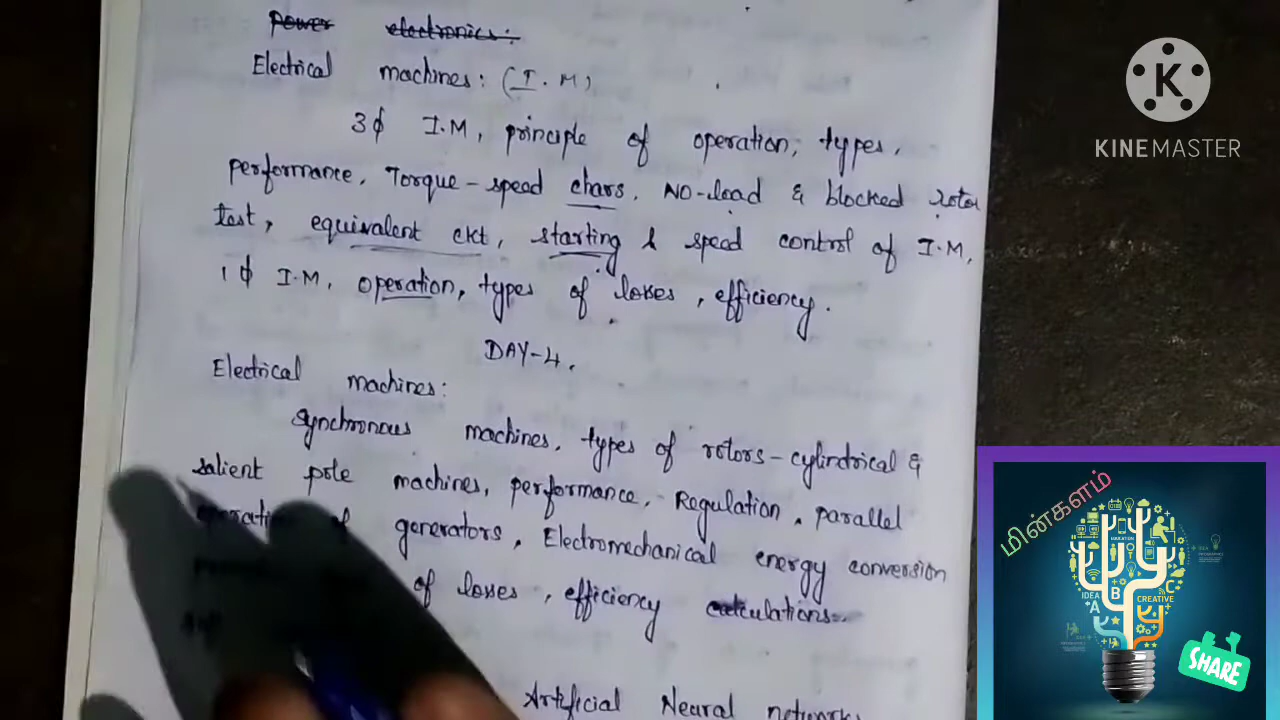 Power electronics:
Electrical machines: (I.M)
3ϕ I.M, principle of operation, types,
performance, Torque-speed chars, NO-load & blocked rotor
test, equivalent ckt, starting & speed control of I.M,
1ϕ I.M, operation, types of losses, efficiency.
DAY-4.
Electrical machines:
Synchronous machines, types of rotors-cylindrical &
salient pole machines, performance, Regulation, parallel
operation of generators, Electromechanical energy conversion
of losses, efficiency calculations.
Artificial Neural networks
KINEMASTER
மின்களம்
IDEA
A
B
CREATIVE
SHARE